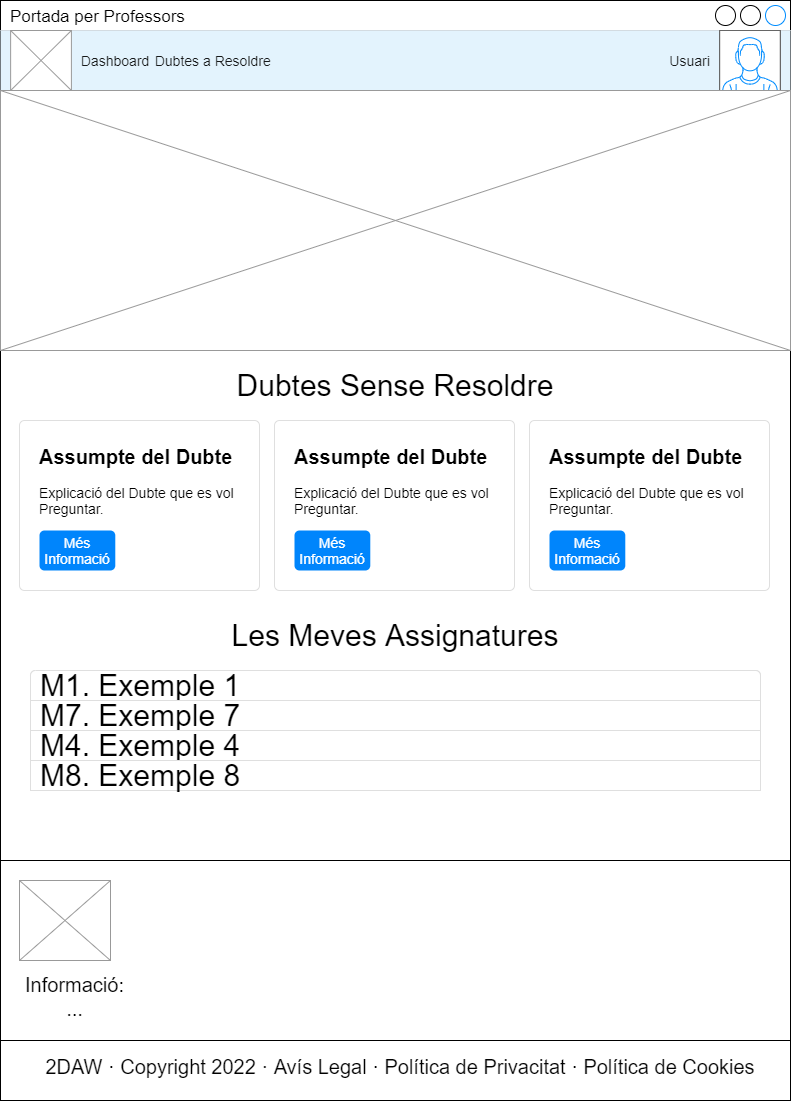 Portada per Professors
Dashboard Dubtes a Resoldre
Usuari
Dubtes Sense Resoldre
Assumpte del Dubte
Explicació del Dubte que es vol
Preguntar.
Més
Informació
Assumpte del Dubte
Explicació del Dubte que es vol
Preguntar.
Més
Informació
Assumpte del Dubte
Explicació del Dubte que es vol
Preguntar.
Més
Informació
Les Meves Assignatures
M1. Exemple 1
M7. Exemple 7
M4. Exemple 4
M8. Exemple 8
Informació:
...
2DAW · Copyright 2022 · Avís Legal · Política de Privacitat · Política de Cookies